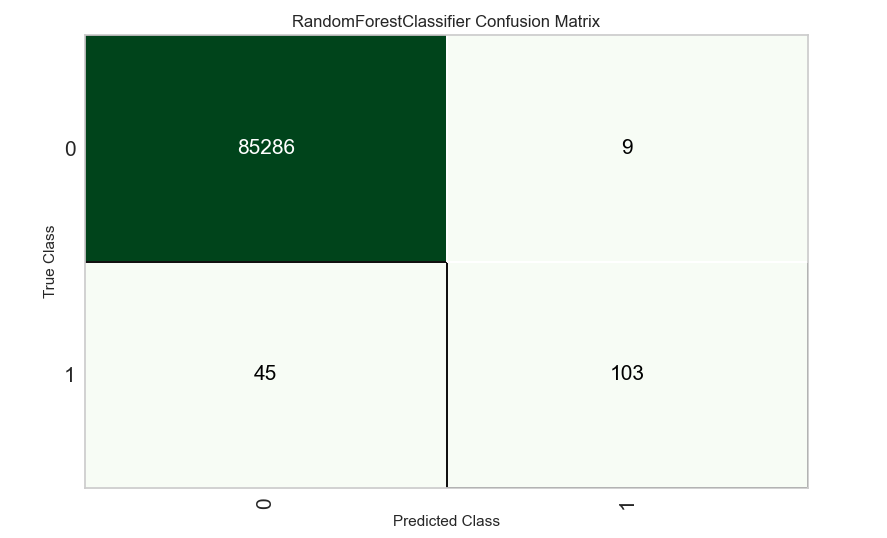 RandomForestClassifier Confusion Matrix
0
85286
9
True Class
1
45
103
0
1
Predicted Class